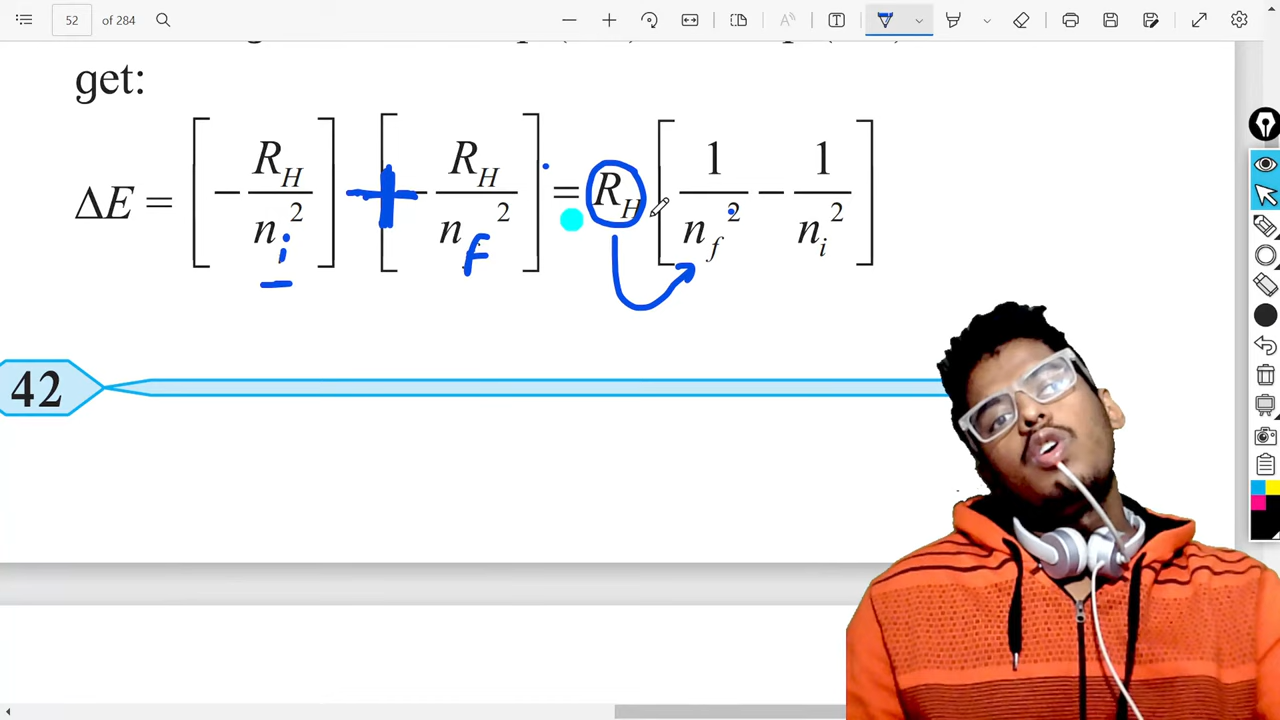 52 of 284
get:
ΔE = [ − R_H / n_i² ] + [ − R_H / n_f² ] = R_H [ 1 / n_f² − 1 / n_i² ]
42